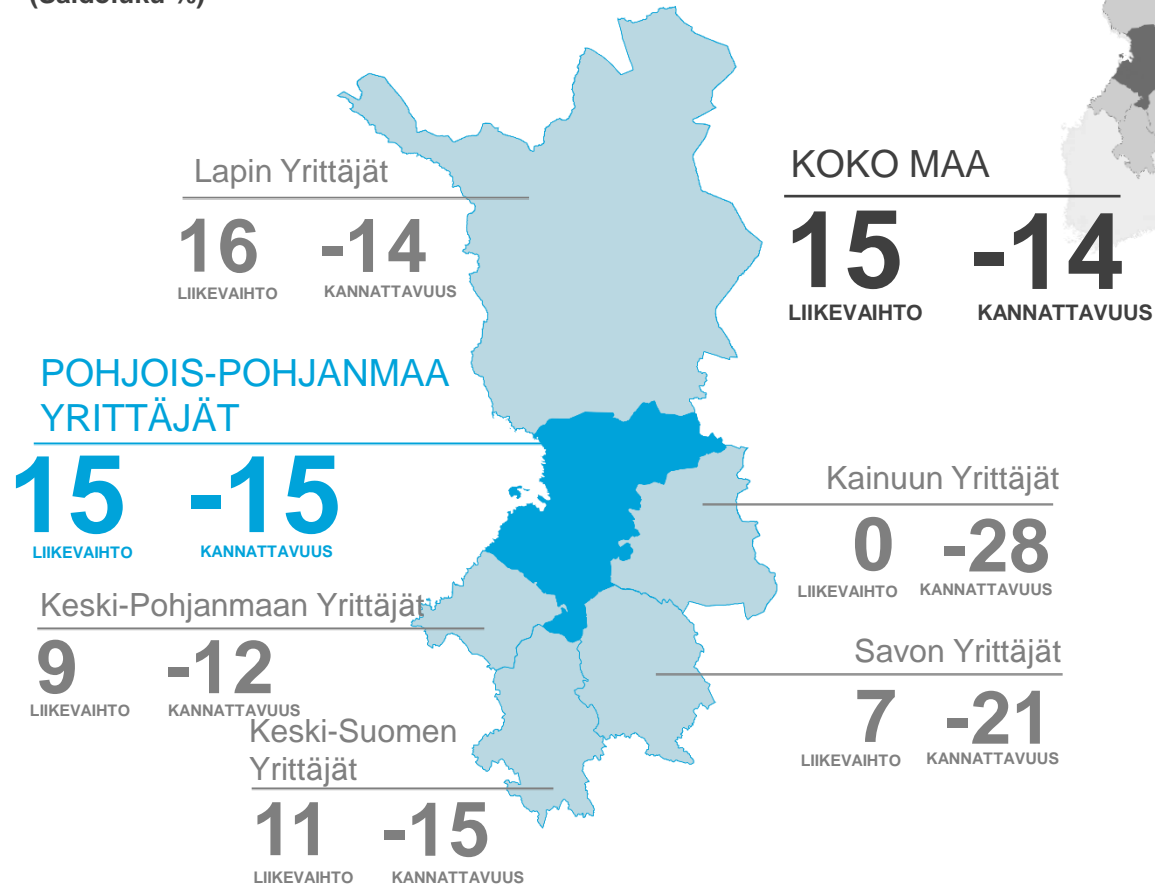 (Saldoluku %)
Lapin Yrittäjät
16 -14
LIIKEVAIHTO KANNATTAVUUS
KOKO MAA
15 -14
LIIKEVAIHTO KANNATTAVUUS
POHJOIS-POHJANMAA
YRITTÄJÄT
15 -15
LIIKEVAIHTO KANNATTAVUUS
Kainuun Yrittäjät
0 -28
LIIKEVAIHTO KANNATTAVUUS
Keski-Pohjanmaan Yrittäjät
9 -12
LIIKEVAIHTO KANNATTAVUUS
Savon Yrittäjät
7 -21
LIIKEVAIHTO KANNATTAVUUS
Keski-Suomen
Yrittäjät
11 -15
LIIKEVAIHTO KANNATTAVUUS